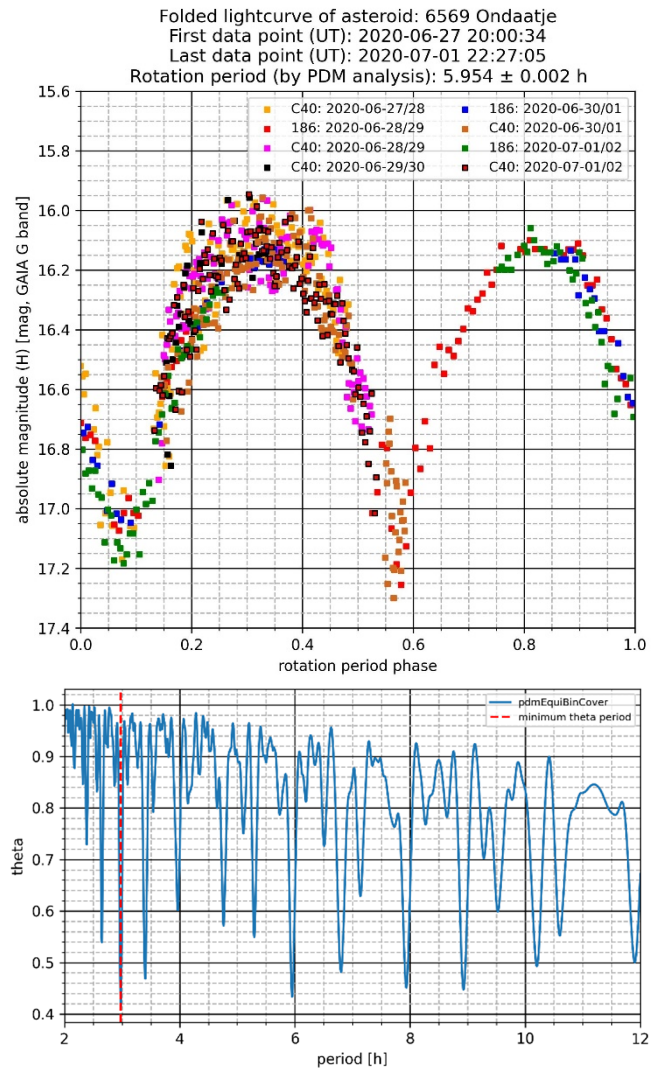 Folded lightcurve of asteroid: 6569 Ondaatje
First data point (UT): 2020-06-27 20:00:34
Last data point (UT): 2020-07-01 22:27:05
Rotation period (by PDM analysis): 5.954 ± 0.002 h
C40: 2020-06-27/28
186: 2020-06-28/29
C40: 2020-06-28/29
C40: 2020-06-29/30
186: 2020-06-30/01
C40: 2020-06-30/01
186: 2020-07-01/02
C40: 2020-07-01/02
absolute magnitude (H) [mag, GAIA G band]
15.6
15.8
16.0
16.2
16.4
16.6
16.8
17.0
17.2
17.4
0.0
0.2
0.4
0.6
0.8
1.0
rotation period phase
pdmEquiBinCover
minimum theta period
theta
1.0
0.9
0.8
0.7
0.6
0.5
0.4
2
4
6
8
10
12
period [h]